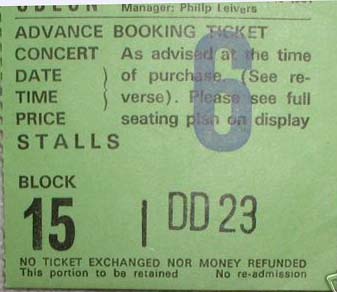 ODEON Manager: Philip Leivers
ADVANCE BOOKING TICKET
CONCERT As advised at the time
DATE of purchase. (See re-
TIME verse). Please see full
PRICE seating plan on display
STALLS
6
BLOCK
15 | DD 23
NO TICKET EXCHANGED NOR MONEY REFUNDED
This portion to be retained No re-admission